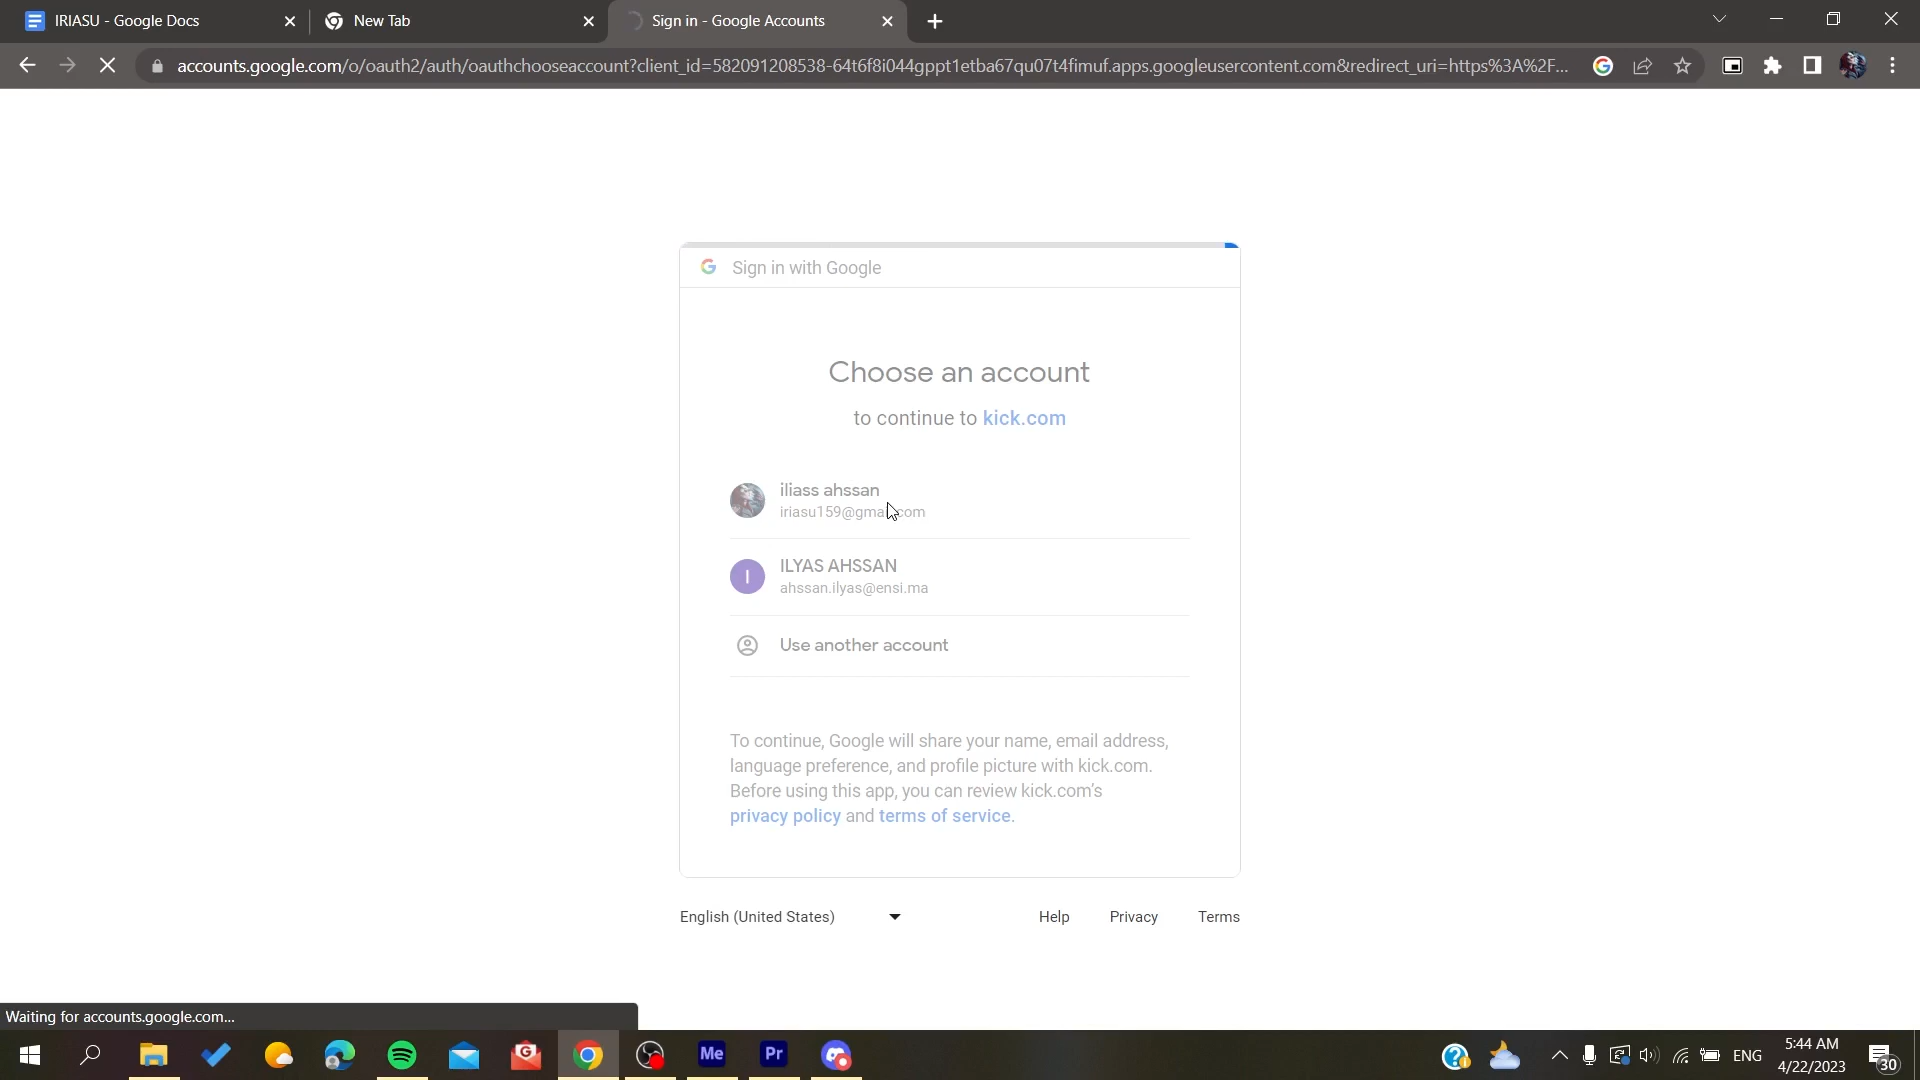 IRIASU - Google Docs
New Tab
Sign in - Google Accounts
accounts.google.com/o/oauth2/auth/oauthchooseaccount?client_id=582091208538-64t6f8i044gppt1etba67qu07t4fimuf.apps.googleusercontent.com&redirect_uri=https%3A%2F...
Sign in with Google
Choose an account
to continue to kick.com
iliass ahssan
iriasu159@gma com
I
ILYAS AHSSAN
ahssan.ilyas@ensi.ma
Use another account
To continue, Google will share your name, email address,
language preference, and profile picture with kick.com.
Before using this app, you can review kick.com's
privacy policy and terms of service.
English (United States)
Help
Privacy
Terms
Waiting for accounts.google.com...
Me
Pr
ENG
5:44 AM
4/22/2023
30